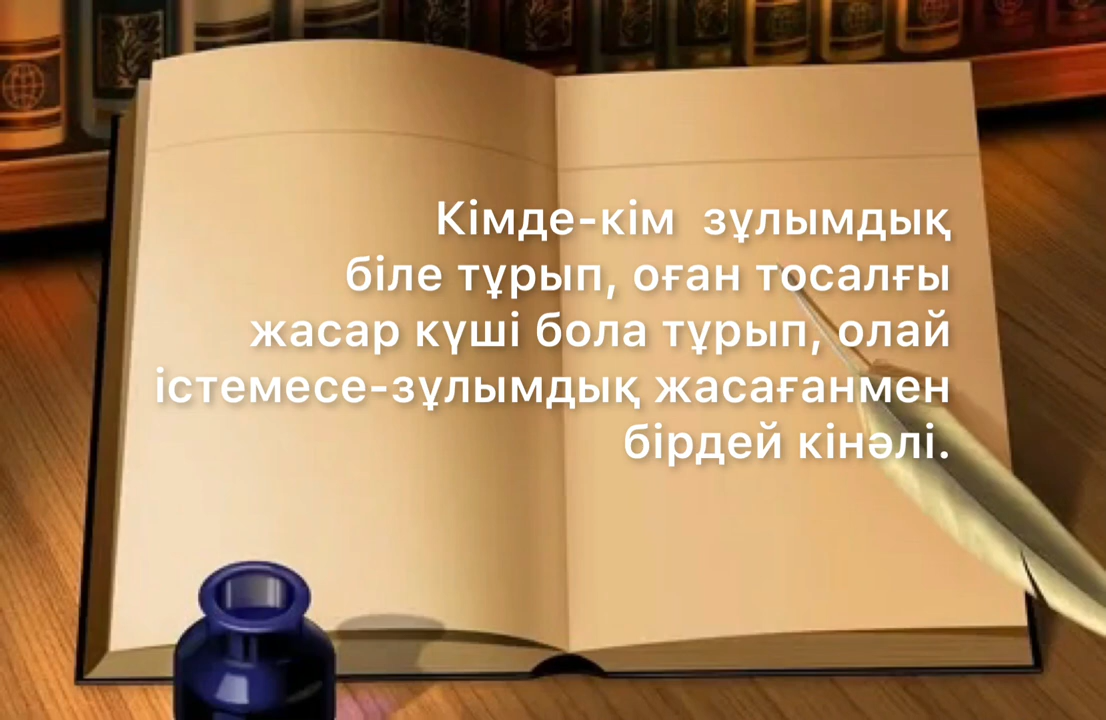 Кімде-кім  зұлымдық
біле тұрып, оған тосалғы
жасар күші бола тұрып, олай
істемесе-зұлымдық жасағанмен
бірдей кінәлі.